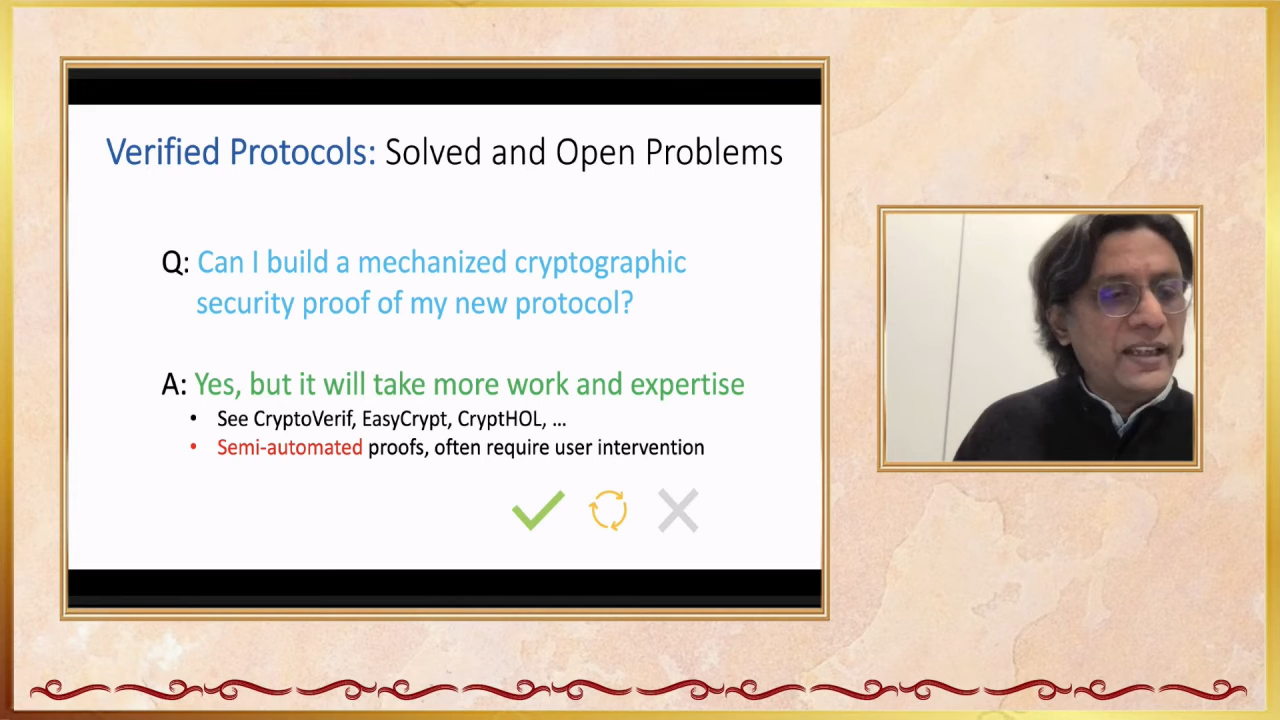 Verified Protocols: Solved and Open Problems
Q: Can I build a mechanized cryptographic
security proof of my new protocol?
A: Yes, but it will take more work and expertise
• See CryptoVerif, EasyCrypt, CryptHOL, ...
• Semi-automated proofs, often require user intervention